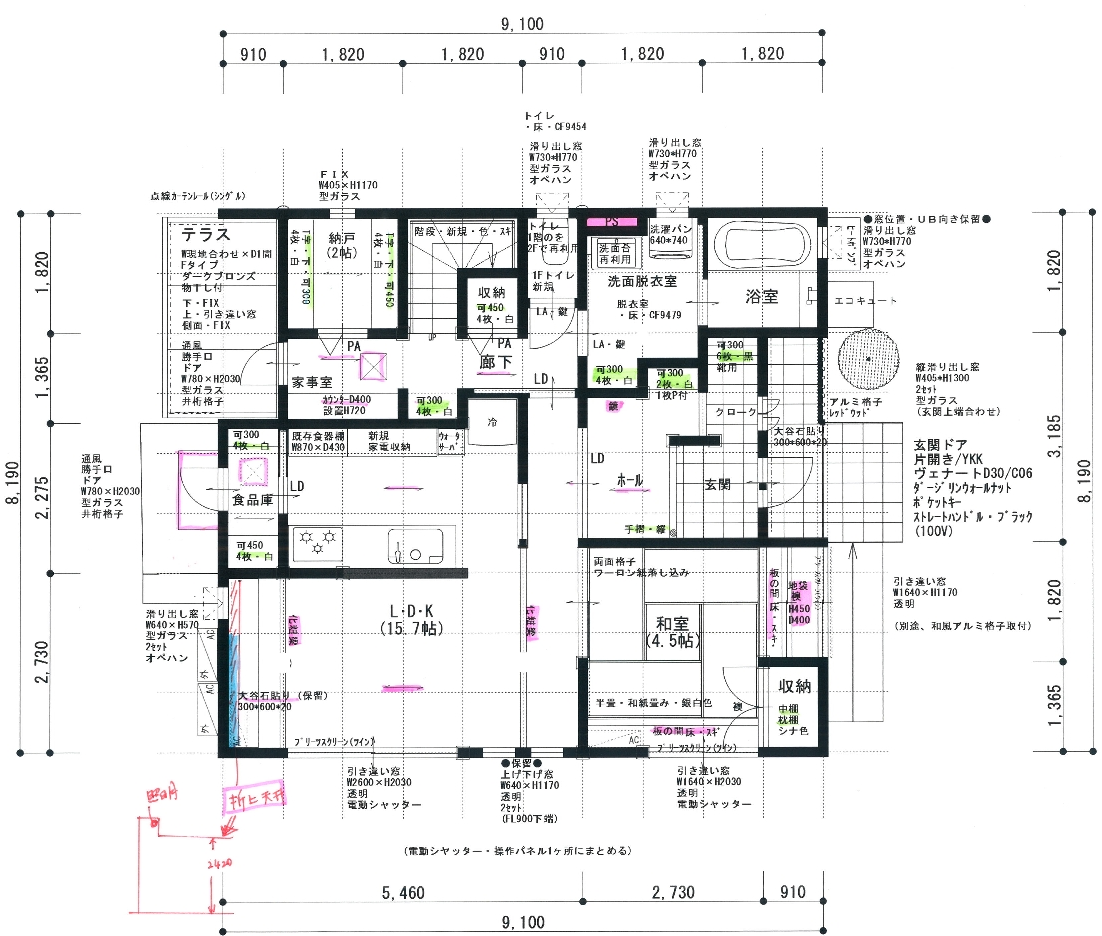 9,100
910
1,820
1,820
910
1,820
1,820
トイレ
・床・CF9454
滑り出し窓
W730*H770
型ガラス
オペハン
滑り出し窓
W730*H770
型ガラス
オペハン
FIX
W405×H1170
型ガラス
点線カーテンレール(シングル)
●窓位置・UB向き保留●
滑り出し窓
W730*H770
型ガラス
オペハン
テラス
W現地合わせ×D1間
Fタイプ
ダークブロンズ
物干し付
下・FIX
上・引き違い窓
側面・FIX
通風
勝手口
ドア
W780×H2030
型ガラス
井桁格子
納戸
(2帖)
4枚・白
4枚・白
階段・新規・色・スギ
UP
収納
可450
4枚・白
トイレ
1階のを
2Fで再利用
1Fトイレ
新規
LA・鍵
PS
洗面台
再利用
洗濯パン
640*740
洗面脱衣室
脱衣室
・床・CF9479
浴室
エコキュート
LA・鍵
PA
PA
廊下
LD
家事室
カウンターD400
設置H720
可300
4枚・白
可300
4枚・白
可300
2枚・白
1枚P付
可300
6枚・黒
靴用
クローク
鏡
大谷石貼り
300*600*20
アルミ格子
レッドウッド
縦滑り出し窓
W405*H1300
2セット
型ガラス
(玄関上端合わせ)
玄関ドア
片開き/YKK
ヴェナートD30/C06
ダージリンウォールナット
ポケットキー
ストレートハンドル・ブラック
(100V)
通風
勝手口
ドア
W780×H2030
型ガラス
井桁格子
可300
4枚・白
既存食器棚
W870×D430
新規
家電収納
ウォータ
サーバー
冷
LD
食品庫
可450
4枚・白
LD
ホール
玄関
手摺・縦
両面格子
ワーロン紙落し込み
L・D・K
(15.7帖)
化粧梁
化粧梁
和室
(4.5帖)
板の間・床・スギ
地袋
襖
H450
D400
引き違い窓
W1640×H1170
透明
(別途、和風アルミ格子取付)
滑り出し窓
W640×H570
型ガラス
2セット
オペハン
AC
外
AC
外
AC
大谷石貼り(保留)
300*600*20
半畳・和紙畳み・銀白色
襖
収納
中棚
枕棚
シナ色
板の間・床・スギ
AC
プリーツスクリーン(ツイン)
プリーツスクリーン(ツイン)
引き違い窓
W2600×H2030
透明
電動シャッター
●保留●
上げ下げ窓
W640×H1170
透明
2セット
(FL900下端)
引き違い窓
W1640×H2030
透明
電動シャッター
照明
折上天井
2420
(電動シャッター・操作パネル1ヶ所にまとめる)
1,820
1,365
2,275
2,730
8,190
1,820
3,185
1,820
1,365
8,190
5,460
2,730
910
9,100